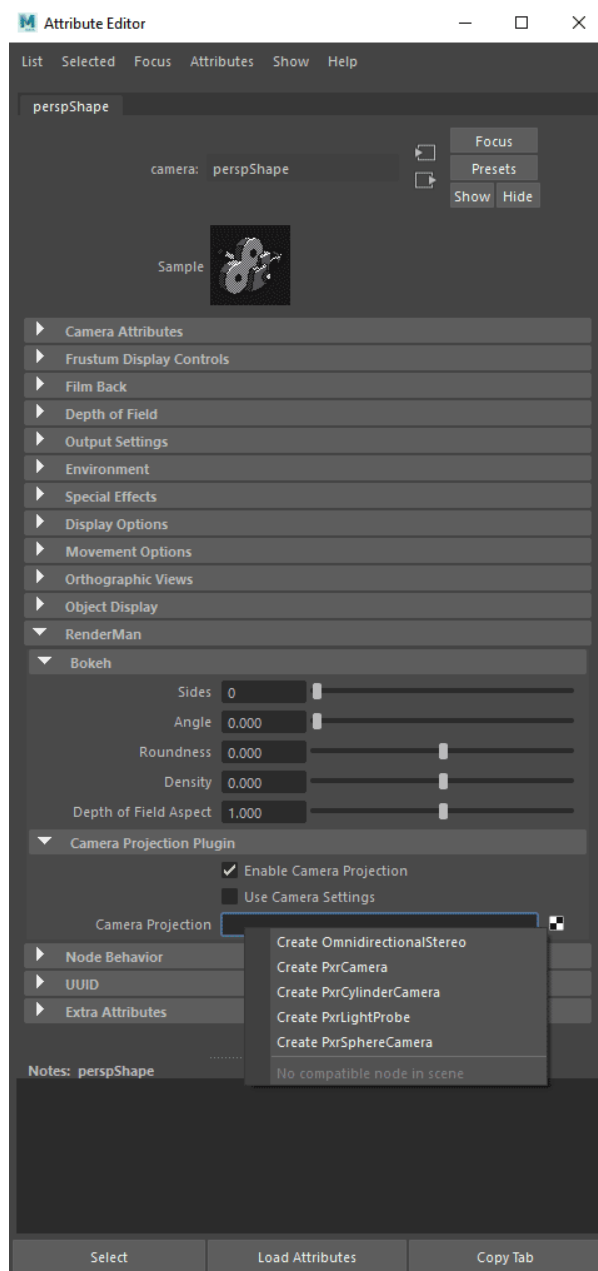 M Attribute Editor
List Selected Focus Attributes Show Help
perspShape
Focus
camera: perspShape
Presets
Show Hide
Sample
Camera Attributes
Frustum Display Controls
Film Back
Depth of Field
Output Settings
Environment
Special Effects
Display Options
Movement Options
Orthographic Views
Object Display
RenderMan
Bokeh
Sides 0
Angle 0.000
Roundness 0.000
Density 0.000
Depth of Field Aspect 1.000
Camera Projection Plugin
Enable Camera Projection
Use Camera Settings
Camera Projection
Create OmnidirectionalStereo
Create PxrCamera
Create PxrCylinderCamera
Create PxrLightProbe
Create PxrSphereCamera
No compatible node in scene
Node Behavior
UUID
Extra Attributes
Notes: perspShape
Select Load Attributes Copy Tab